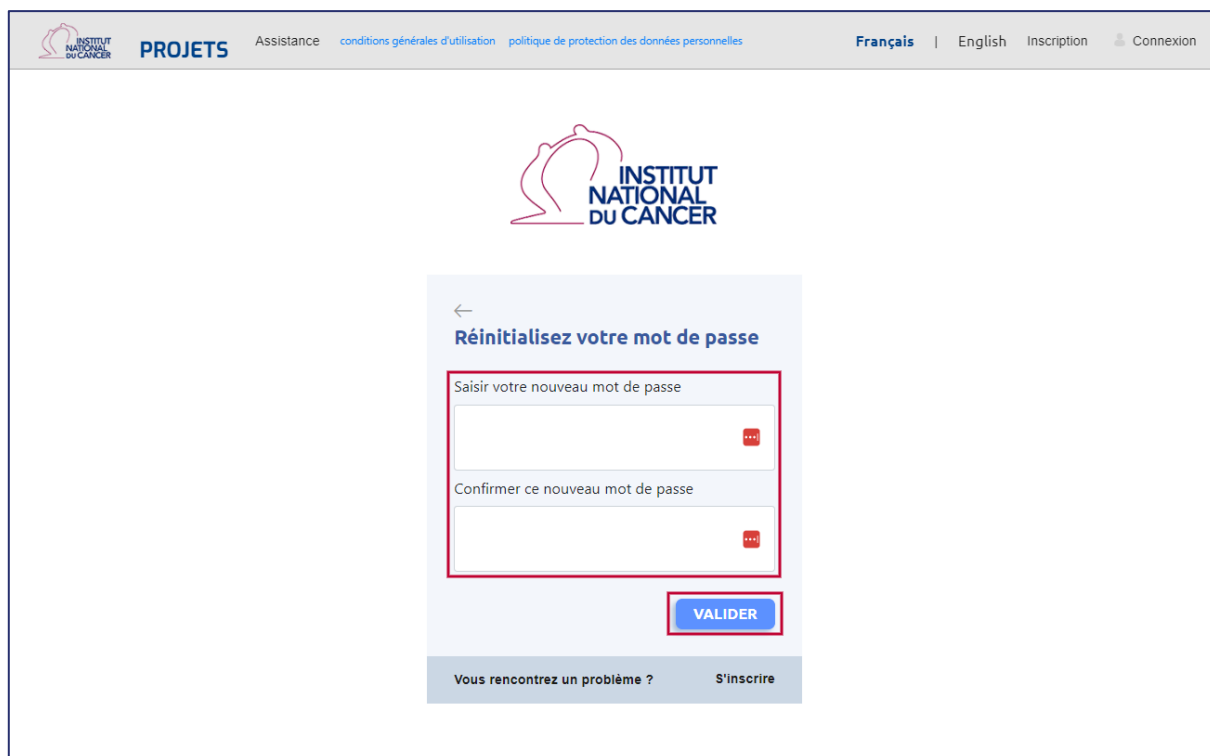 INSTITUT
NATIONAL
DU CANCER
PROJETS
Assistance
conditions générales d'utilisation
politique de protection des données personnelles
Français | English
Inscription
Connexion
INSTITUT
NATIONAL
DU CANCER
Réinitialisez votre mot de passe
Saisir votre nouveau mot de passe
Confirmer ce nouveau mot de passe
VALIDER
Vous rencontrez un problème ?
S'inscrire